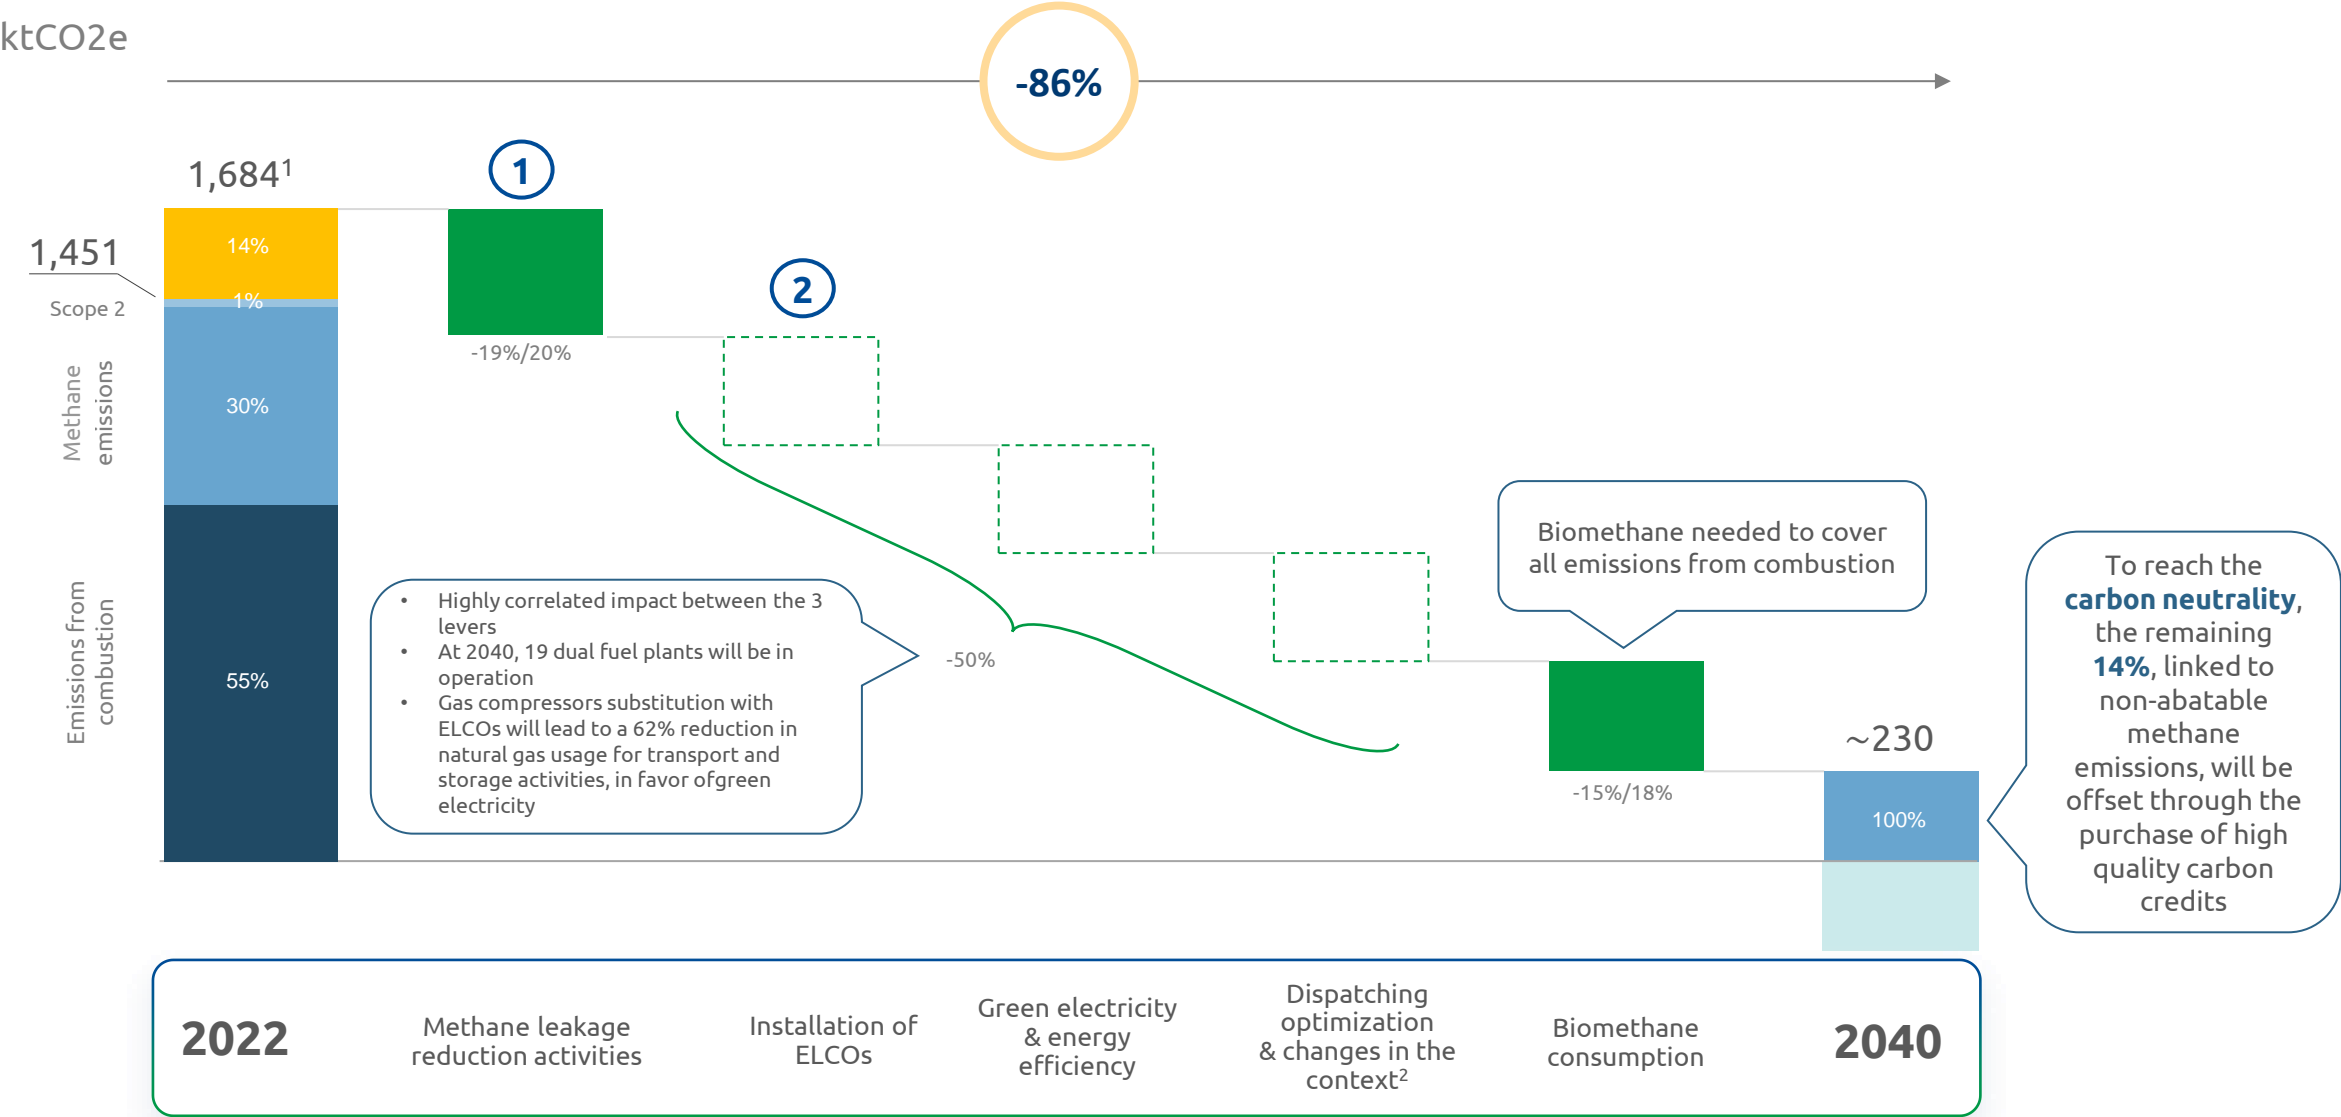 ktCO2e
-86%
1,684¹
1
14%
1,451
2
1%
Scope 2
-19%/20%
Methane
emissions
30%
Biomethane needed to cover
all emissions from combustion
To reach the
carbon neutrality,
the remaining
14%, linked to
non-abatable
methane
emissions, will be
offset through the
purchase of high
quality carbon
credits
Emissions from
combustion
55%
• Highly correlated impact between the 3
levers
• At 2040, 19 dual fuel plants will be in
operation
• Gas compressors substitution with
ELCOs will lead to a 62% reduction in
natural gas usage for transport and
storage activities, in favor ofgreen
electricity
-50%
~230
-15%/18%
100%
2022
Methane leakage
reduction activities
Installation of
ELCOs
Green electricity
& energy
efficiency
Dispatching
optimization
& changes in the
context²
Biomethane
consumption
2040